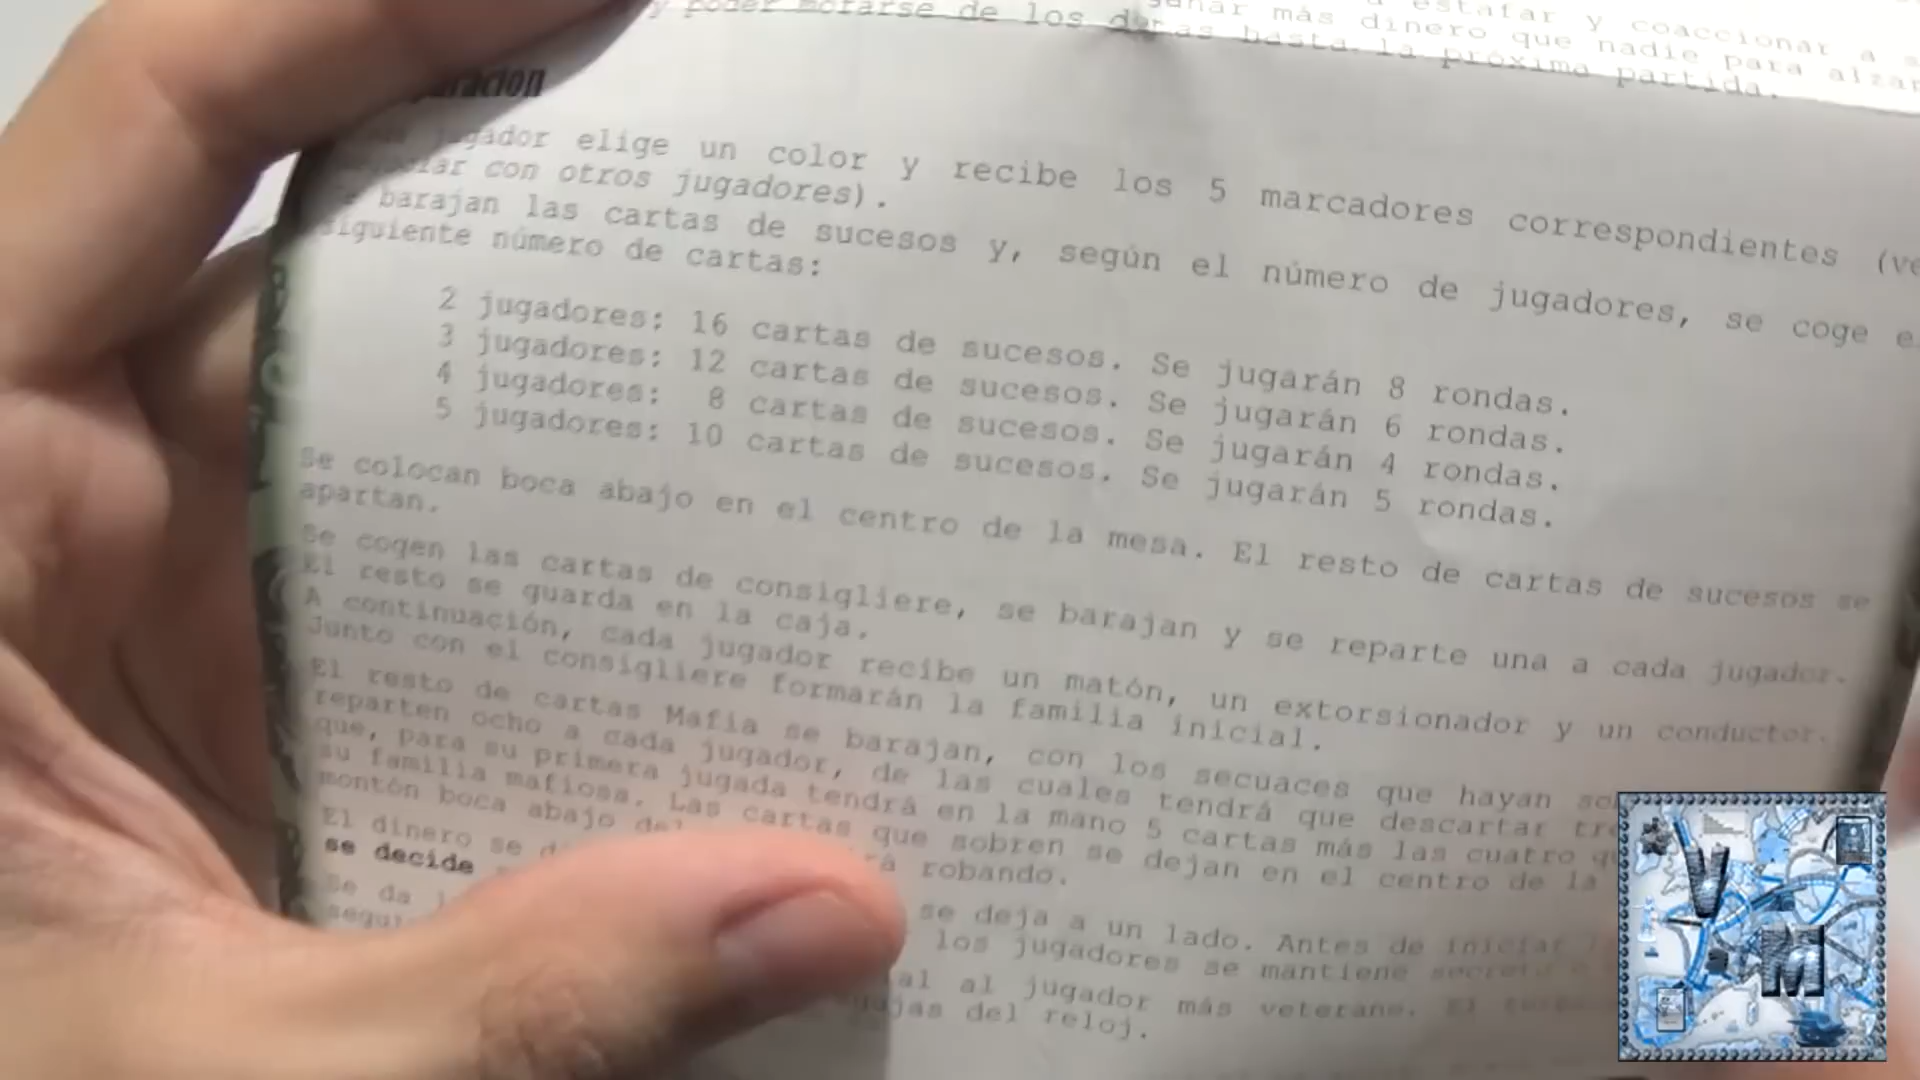 estafar y coaccionar a
ganar más dinero que nadie para
y poder mofarse de los demás hasta la próxima partida.
jugador elige un color y recibe los 5 marcadores correspondientes
con otros jugadores).
barajan las cartas de sucesos y, según el número de jugadores, se coge
siguiente número de cartas:
2 jugadores: 16 cartas de sucesos. Se jugarán 8 rondas.
3 jugadores: 12 cartas de sucesos. Se jugarán 6 rondas.
4 jugadores: 8 cartas de sucesos. Se jugarán 4 rondas.
5 jugadores: 10 cartas de sucesos. Se jugarán 5 rondas.
Se colocan boca abajo en el centro de la mesa. El resto de cartas de sucesos se
apartan.
Se cogen las cartas de consigliere, se barajan y se reparte una a cada jugador.
El resto se guarda en la caja.
A continuación, cada jugador recibe un matón, un extorsionador y un conductor.
Junto con el consigliere formarán la familia inicial.
El resto de cartas Mafia se barajan, con los secuaces que hayan
reparten ocho a cada jugador, de las cuales tendrá que descartar
que, para su primera jugada tendrá en la mano 5 cartas más las cuatro
su familia mafiosa. Las cartas que sobren se dejan en el centro de la
montón boca abajo robando.
El dinero se se deja a un lado. Antes de iniciar
se decide los jugadores se mantiene
Se da al jugador más veterano. El
del reloj.
VM